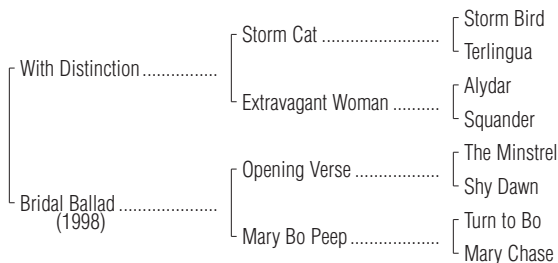 Storm Bird
Storm Cat ......................
Terlingua
With Distinction ..............
Alydar
Extravagant Woman .........
Squander
The Minstrel
Opening Verse ................
Shy Dawn
Bridal Ballad ..................
(1998)
Turn to Bo
Mary Bo Peep .................
Mary Chase